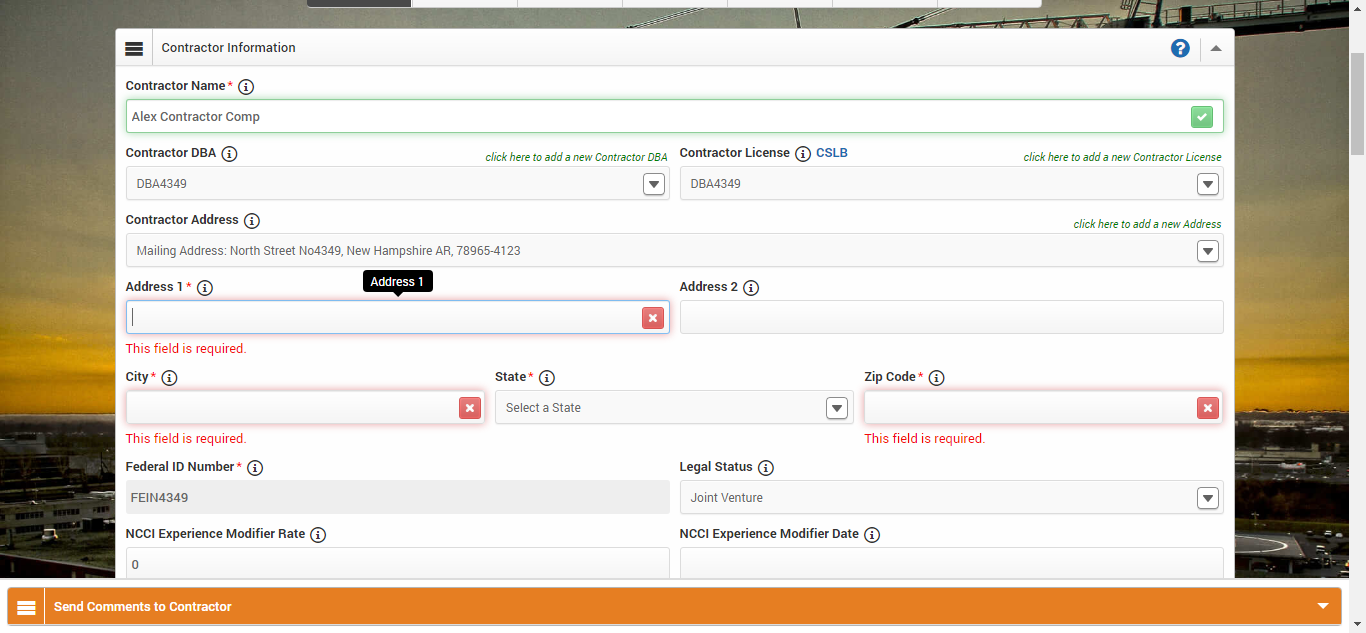 Contractor Information
Contractor Name *
Alex Contractor Comp
Contractor DBA click here to add a new Contractor DBA Contractor License CSLB click here to add a new Contractor License
DBA4349 DBA4349
Contractor Address click here to add a new Address
Mailing Address: North Street No4349, New Hampshire AR, 78965-4123
Address 1 * Address 1 Address 2
This field is required.
City * State * Zip Code *
Select a State
This field is required. This field is required.
Federal ID Number * Legal Status
FEIN4349 Joint Venture
NCCI Experience Modifier Rate NCCI Experience Modifier Date
0
Send Comments to Contractor